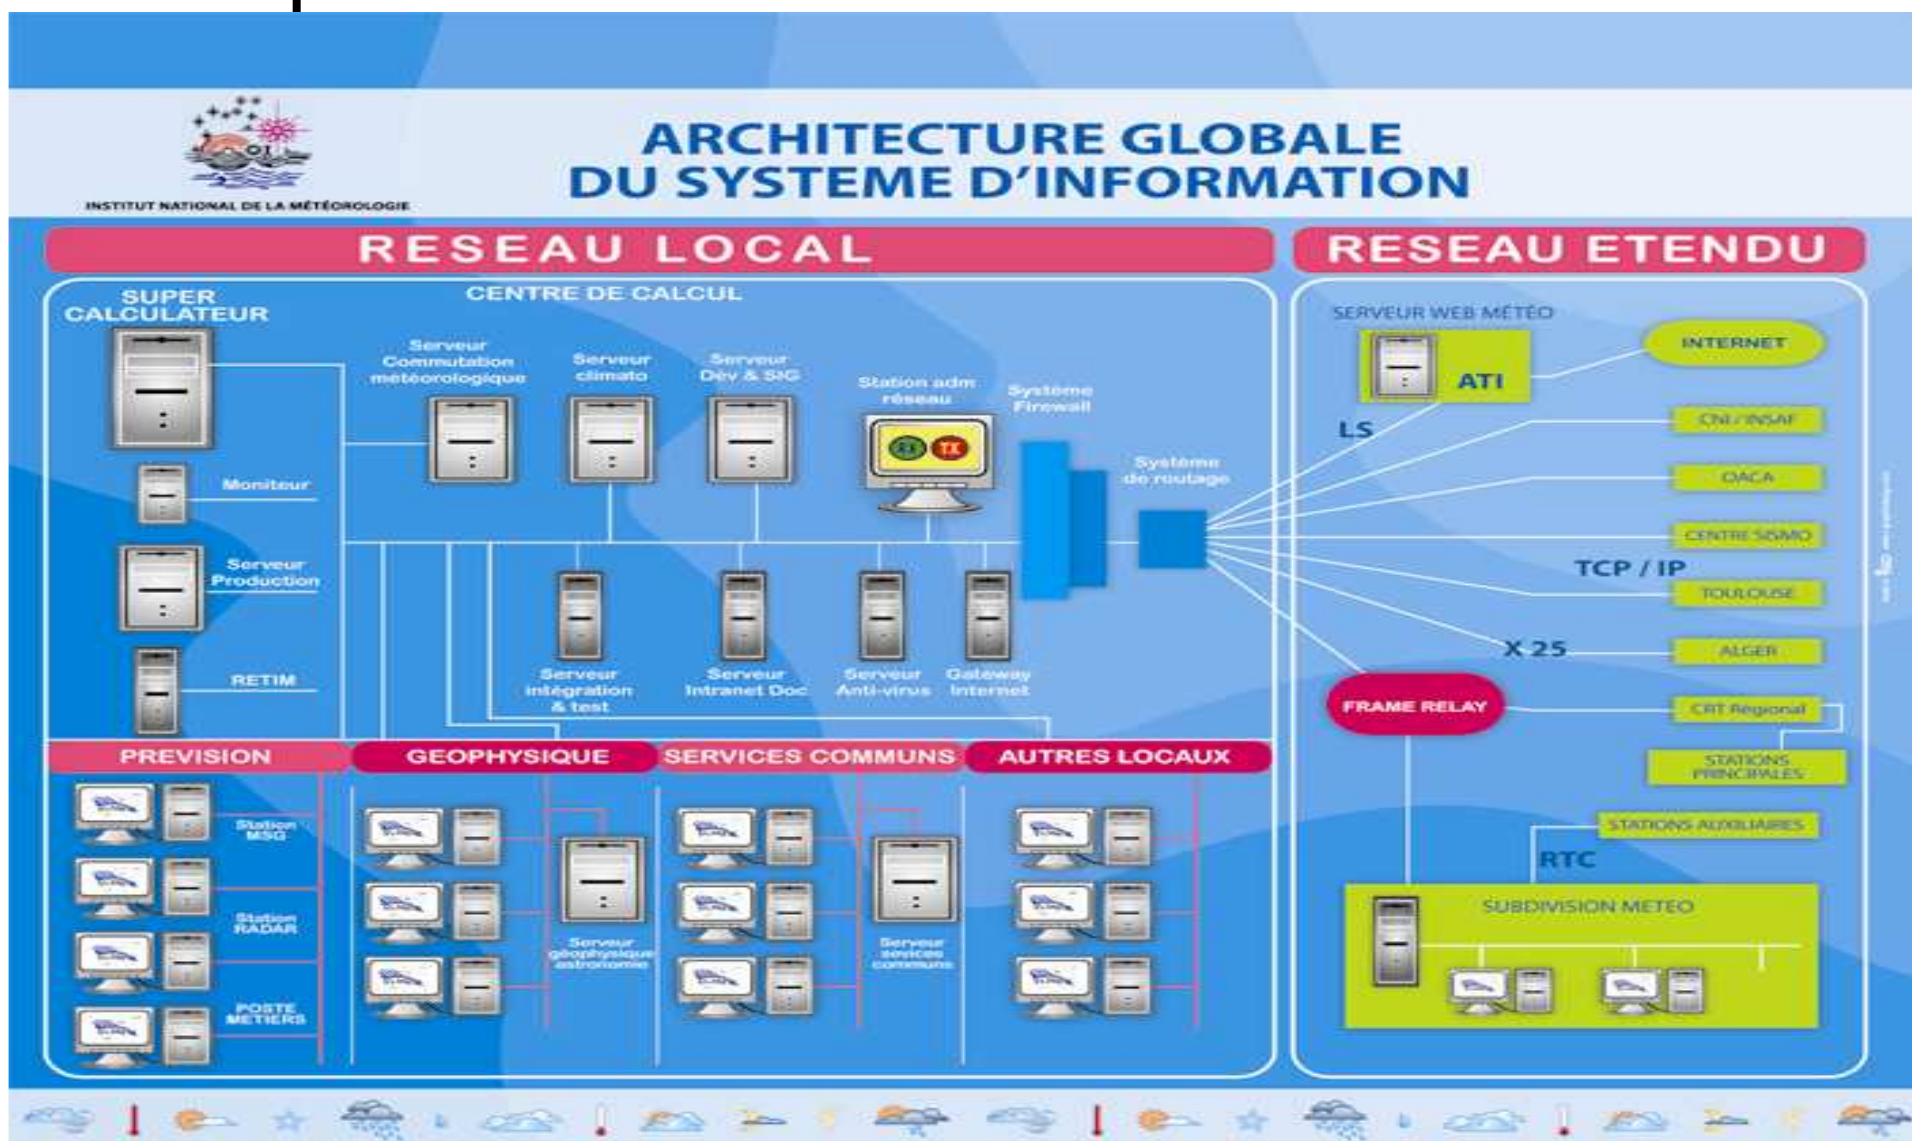 INSTITUT NATIONAL DE LA MÉTÉOROLOGIE
ARCHITECTURE GLOBALE
DU SYSTEME D'INFORMATION
RESEAU LOCAL
RESEAU ETENDU
SUPER
CALCULATEUR
CENTRE DE CALCUL
Serveur
Commutation
météorologique
Serveur
climato
Serveur
Dév & SIG
Station adm
réseau
Système
Firewall
Système
de routage
Moniteur
Serveur
Production
RETIM
Serveur
intégration
& test
Serveur
Intranet Doc
Serveur
Anti-virus
Gateway
Internet
SERVEUR WEB MÉTÉO
ATI
INTERNET
LS
CNI / INSAF
OACA
CENTRE SISMO
TCP / IP
TOULOUSE
X 25
ALGER
FRAME RELAY
CRT Régional
STATIONS
PRINCIPALES
STATIONS AUXILIAIRES
RTC
SUBDIVISION METEO
PREVISION
GEOPHYSIQUE
SERVICES COMMUNS
AUTRES LOCAUX
Station
MSG
Station
RADAR
POSTE
METIERS
Serveur
géophysique
astronomie
Serveur
sevices
communs